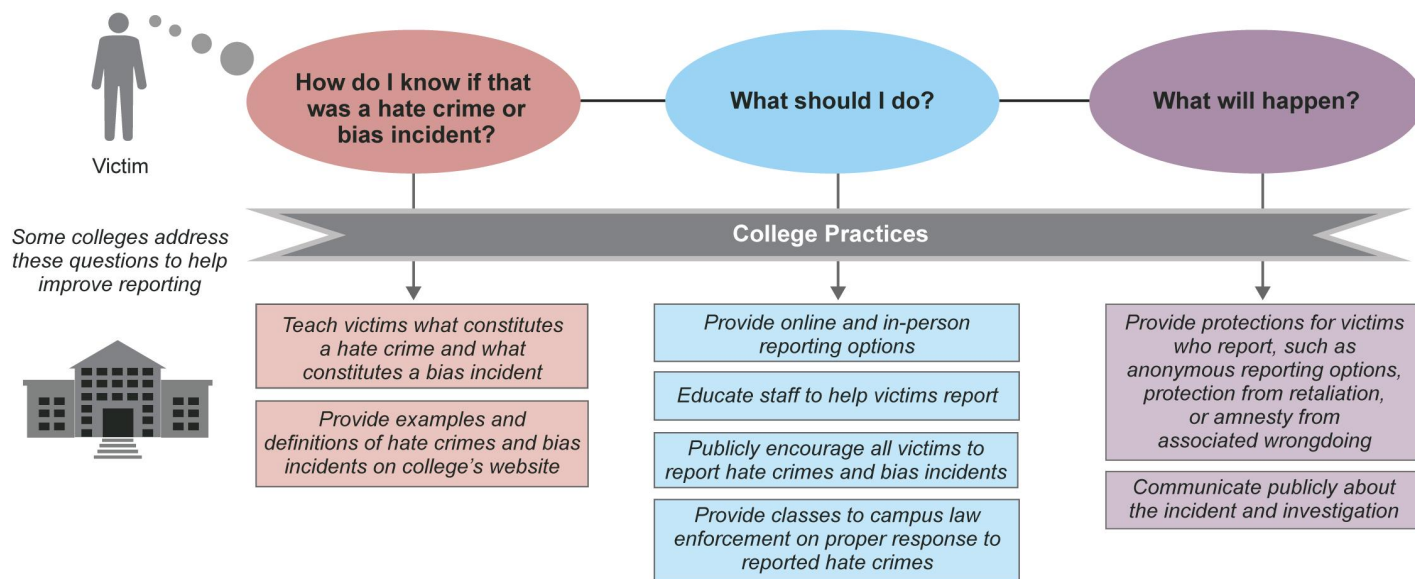 How do I know if that
was a hate crime or
bias incident?
What should I do?
What will happen?
Victim
Some colleges address
these questions to help
improve reporting
College Practices
Teach victims what constitutes
a hate crime and what
constitutes a bias incident
Provide examples and
definitions of hate crimes and bias
incidents on college's website
Provide online and in-person
reporting options
Educate staff to help victims report
Publicly encourage all victims to
report hate crimes and bias incidents
Provide classes to campus law
enforcement on proper response to
reported hate crimes
Provide protections for victims
who report, such as
anonymous reporting options,
protection from retaliation,
or amnesty from
associated wrongdoing
Communicate publicly about
the incident and investigation